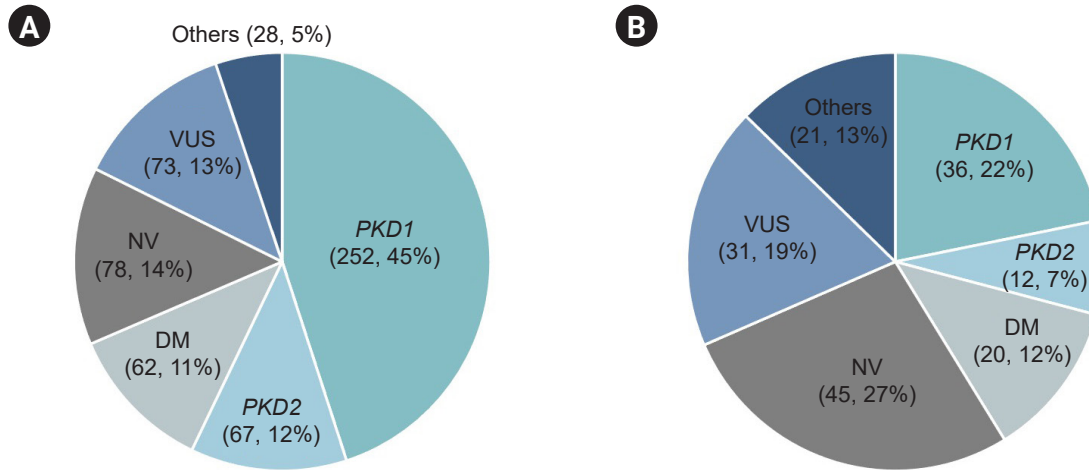 A
Others (28, 5%)
VUS
(73, 13%)
NV
(78, 14%)
DM
(62, 11%)
PKD2
(67, 12%)
PKD1
(252, 45%)
B
Others
(21, 13%)
PKD1
(36, 22%)
VUS
(31, 19%)
PKD2
(12, 7%)
DM
(20, 12%)
NV
(45, 27%)